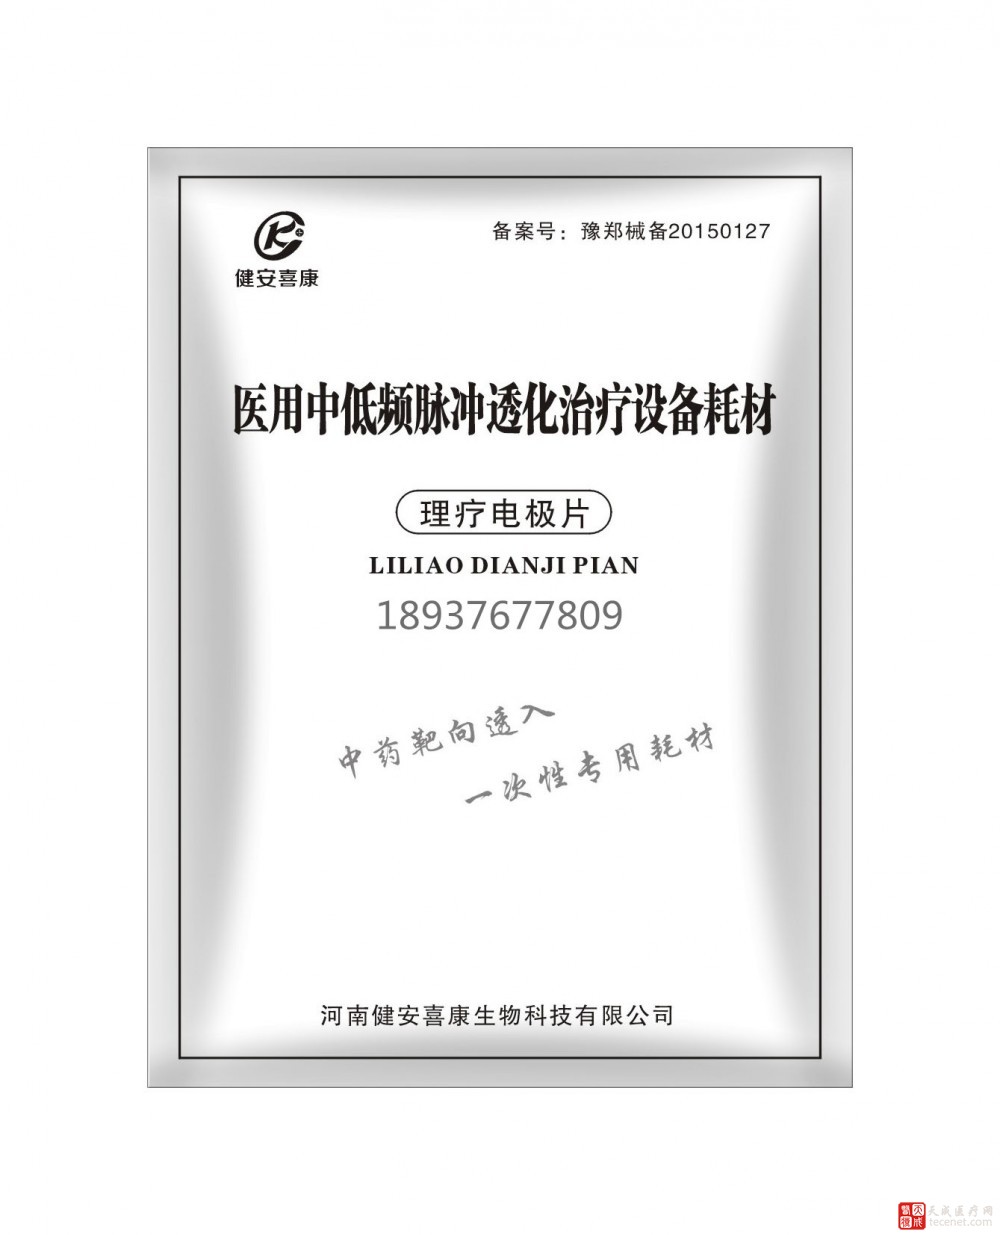 备案号：豫郑械备20150127
健安喜康
医用中低频脉冲透化治疗设备耗材
理疗电极片
LILIAO DIANJI PIAN
18937677809
中药靶向透入
一次性专用耗材
河南健安喜康生物科技有限公司
天成医疗网
tecenet.com